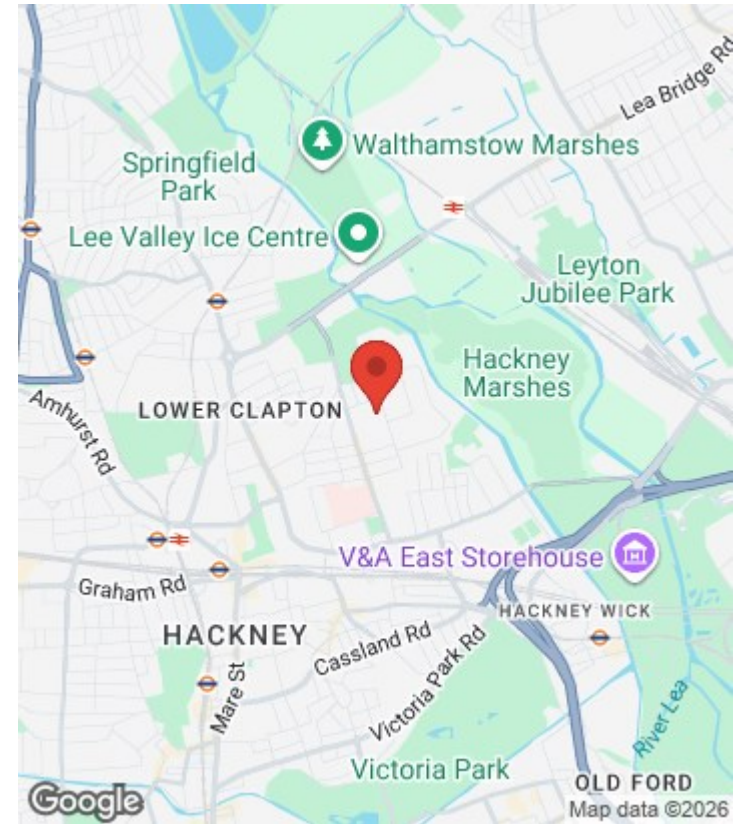 Lea Bridge Rd
Walthamstow Marshes
Springfield
Park
Lee Valley Ice Centre
Leyton
Jubilee Park
Hackney
Marshes
LOWER CLAPTON
Amhurst Rd
V&A East Storehouse
Graham Rd
HACKNEY WICK
HACKNEY
Cassland Rd
Mare St
Victoria Park Rd
River Lea
Victoria Park
OLD FORD
Google
Map data ©2026